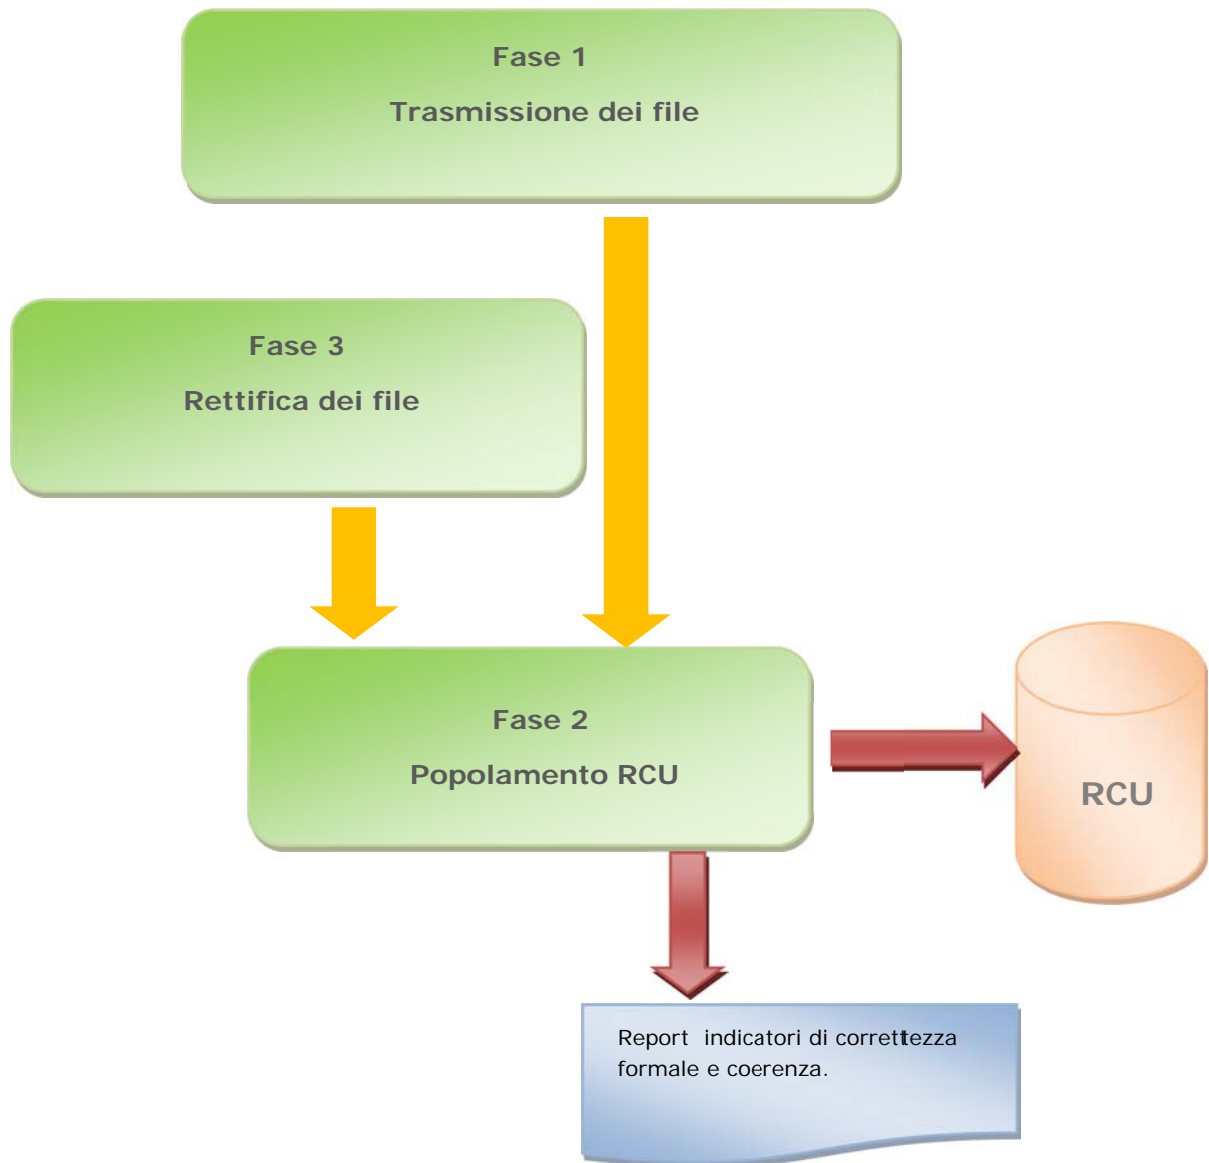 Fase 1
Trasmissione dei file
Fase 3
Rettifica dei file
Fase 2
Popolamento RCU
RCU
Report indicatori di correttezza
formale e coerenza.